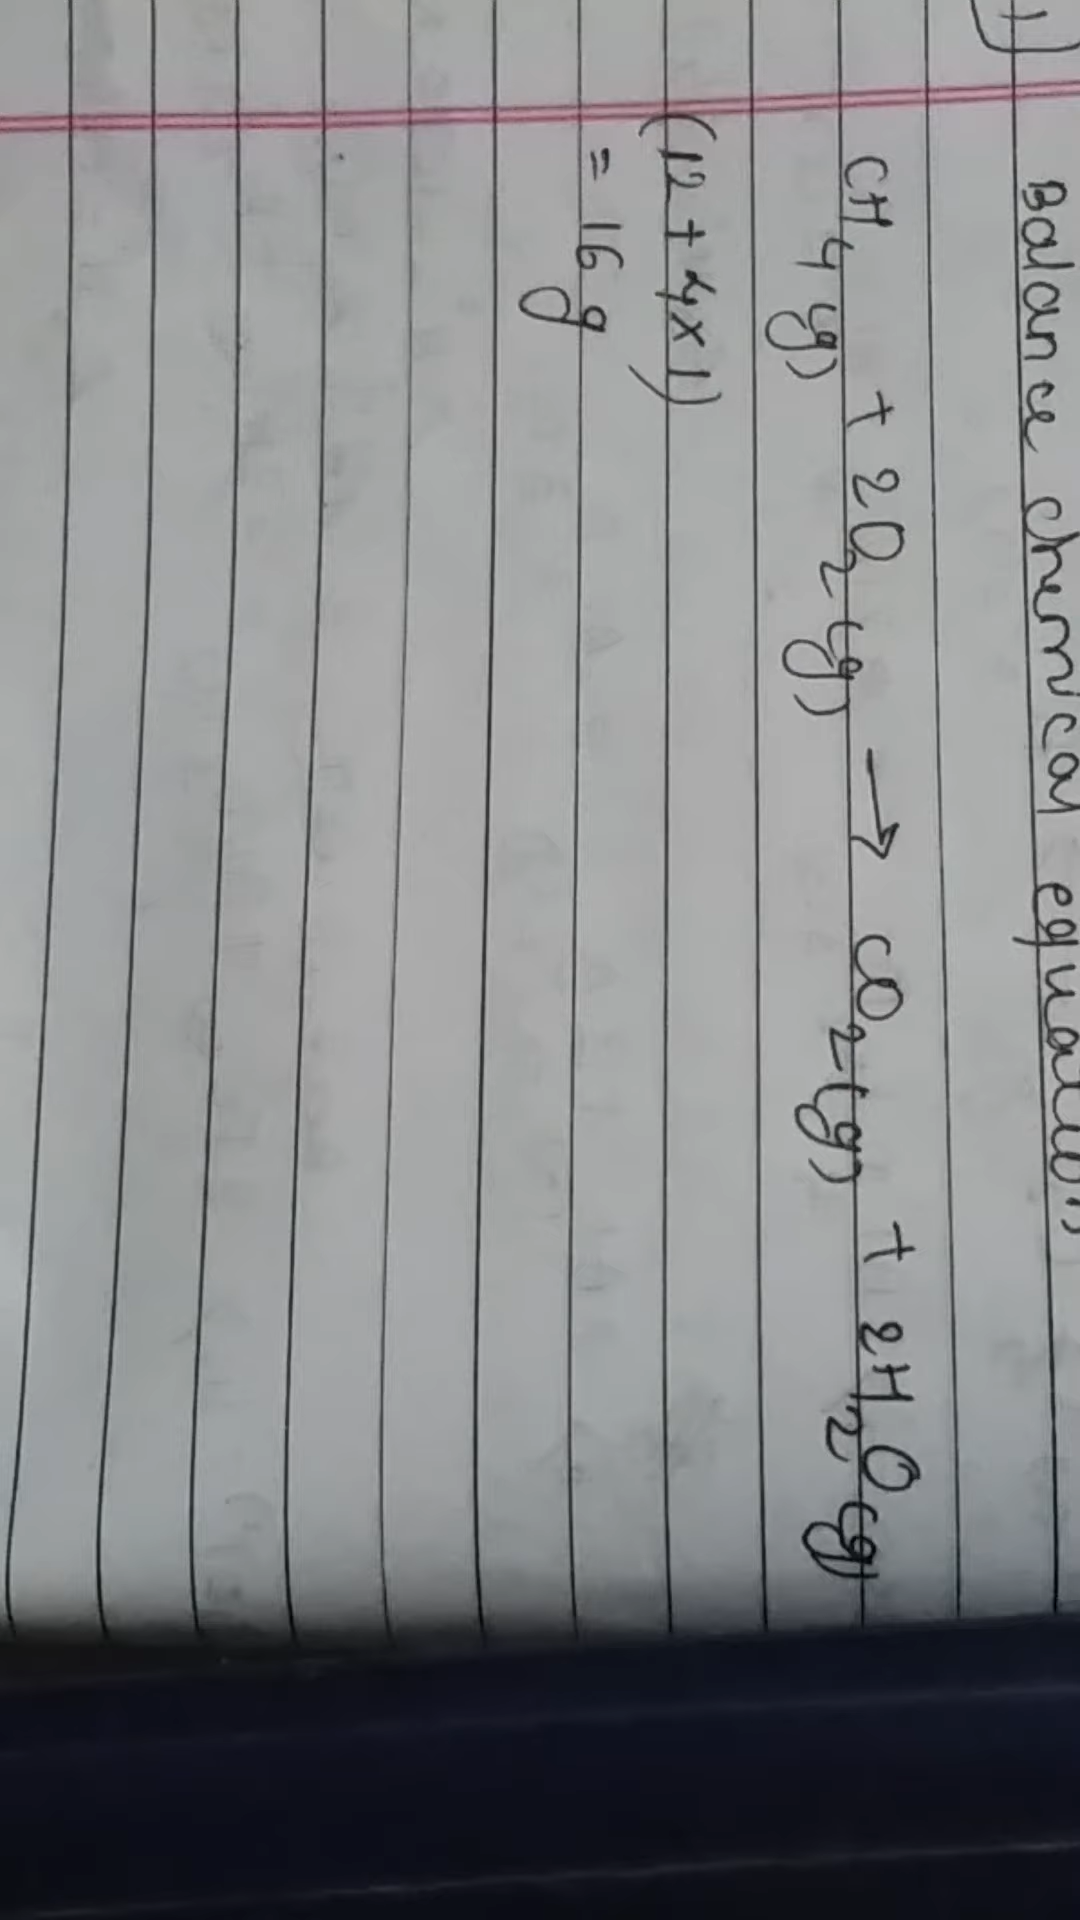 1)
Balance chemical equation
CH₄(g) + 2O₂(g) → CO₂(g) + 2H₂O(g)
(12 + 4x1)
= 16 g